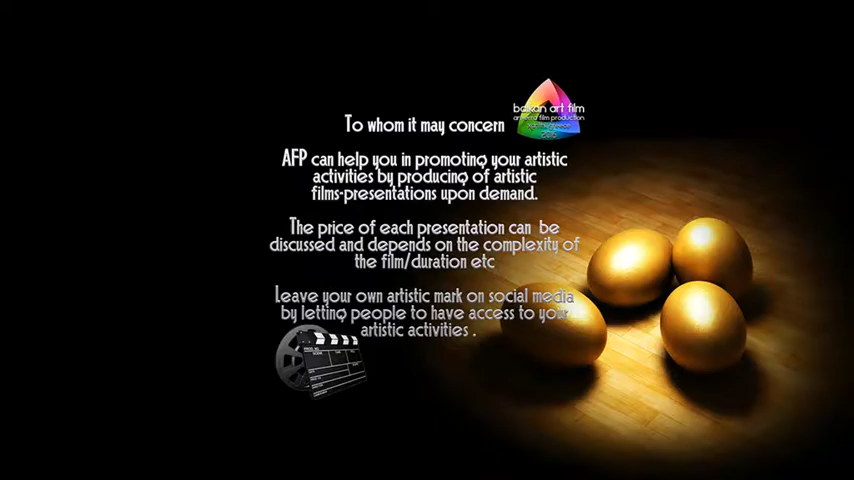 To whom it may concern
balkan art film
2015
AFP can help you in promoting your artistic
activities by producing of artistic
films-presentations upon demand.
The price of each presentation can be
discussed and depends on the complexity of
the film/duration etc
Leave your own artistic mark on social media
by letting people to have access to your
artistic activities .